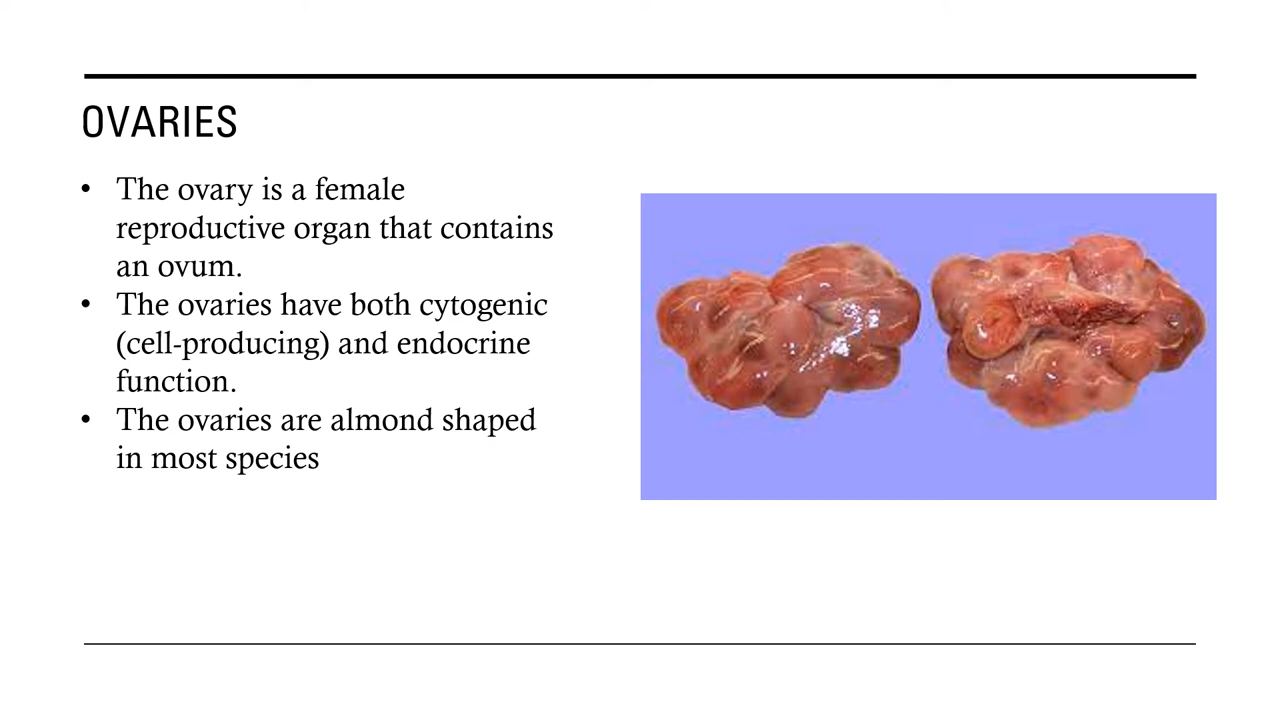 OVARIES
• The ovary is a female
reproductive organ that contains
an ovum.
• The ovaries have both cytogenic
(cell-producing) and endocrine
function.
• The ovaries are almond shaped
in most species